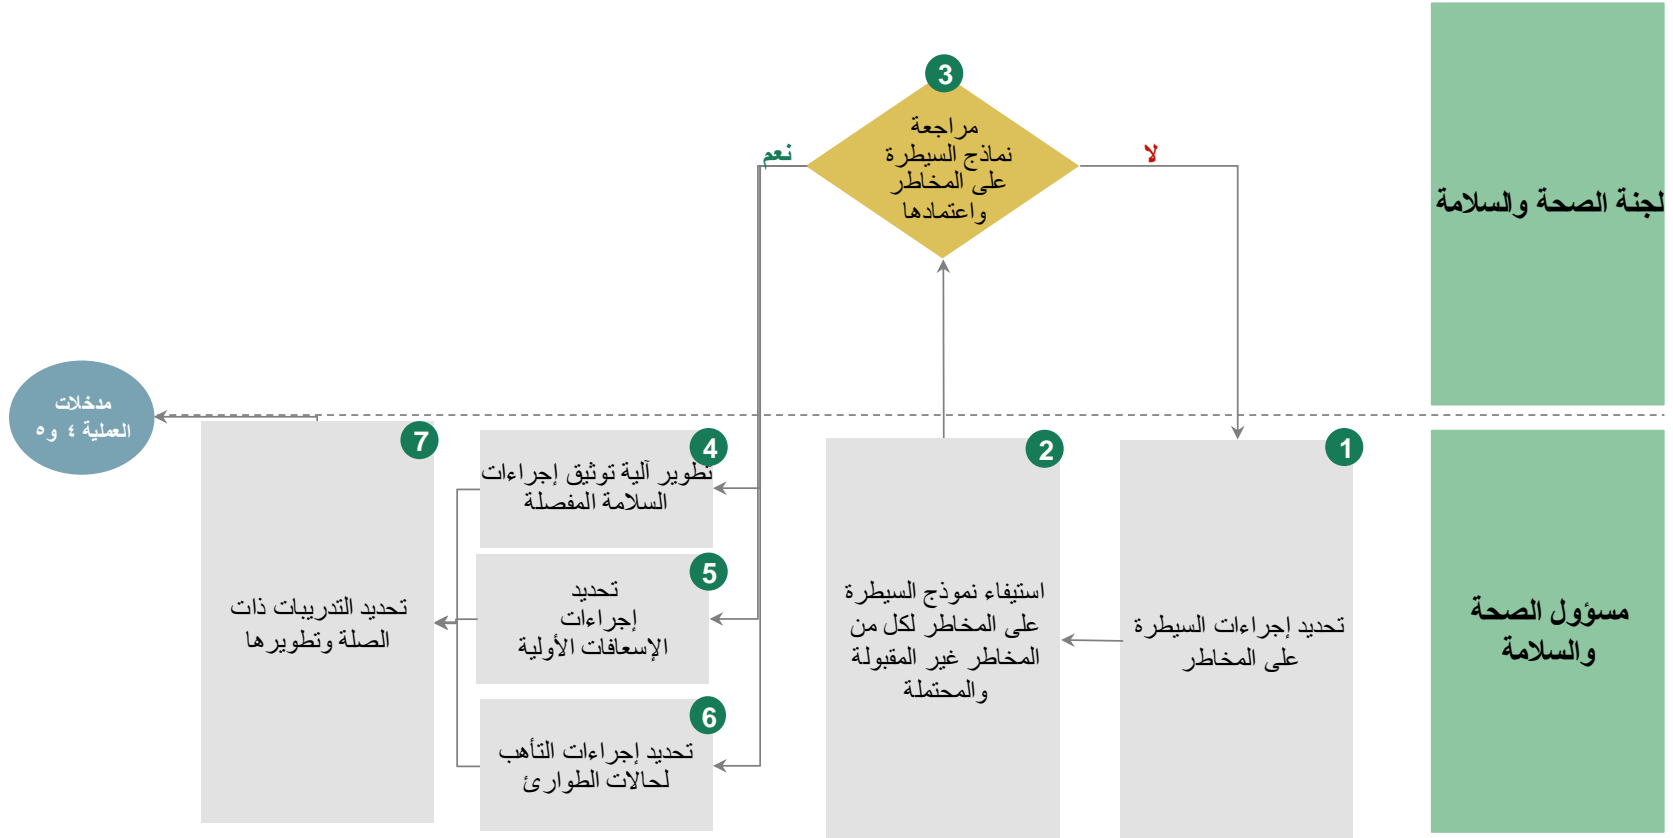 لجنة الصحة والسلامة
3
مراجعة
نماذج السيطرة
على المخاطر
واعتمادها
لا
نعم
مسؤول الصحة
والسلامة
1
تحديد إجراءات السيطرة
على المخاطر
2
استيفاء نموذج السيطرة
على المخاطر لكل من
المخاطر غير المقبولة
والمحتملة
4
تطوير آلية توثيق إجراءات
السلامة المفصلة
5
تحديد
إجراءات
الإسعافات الأولية
6
تحديد إجراءات التأهب
لحالات الطوارئ
7
تحديد التدريبات ذات
الصلة وتطويرها
مدخلات
العملية ٤ و٥